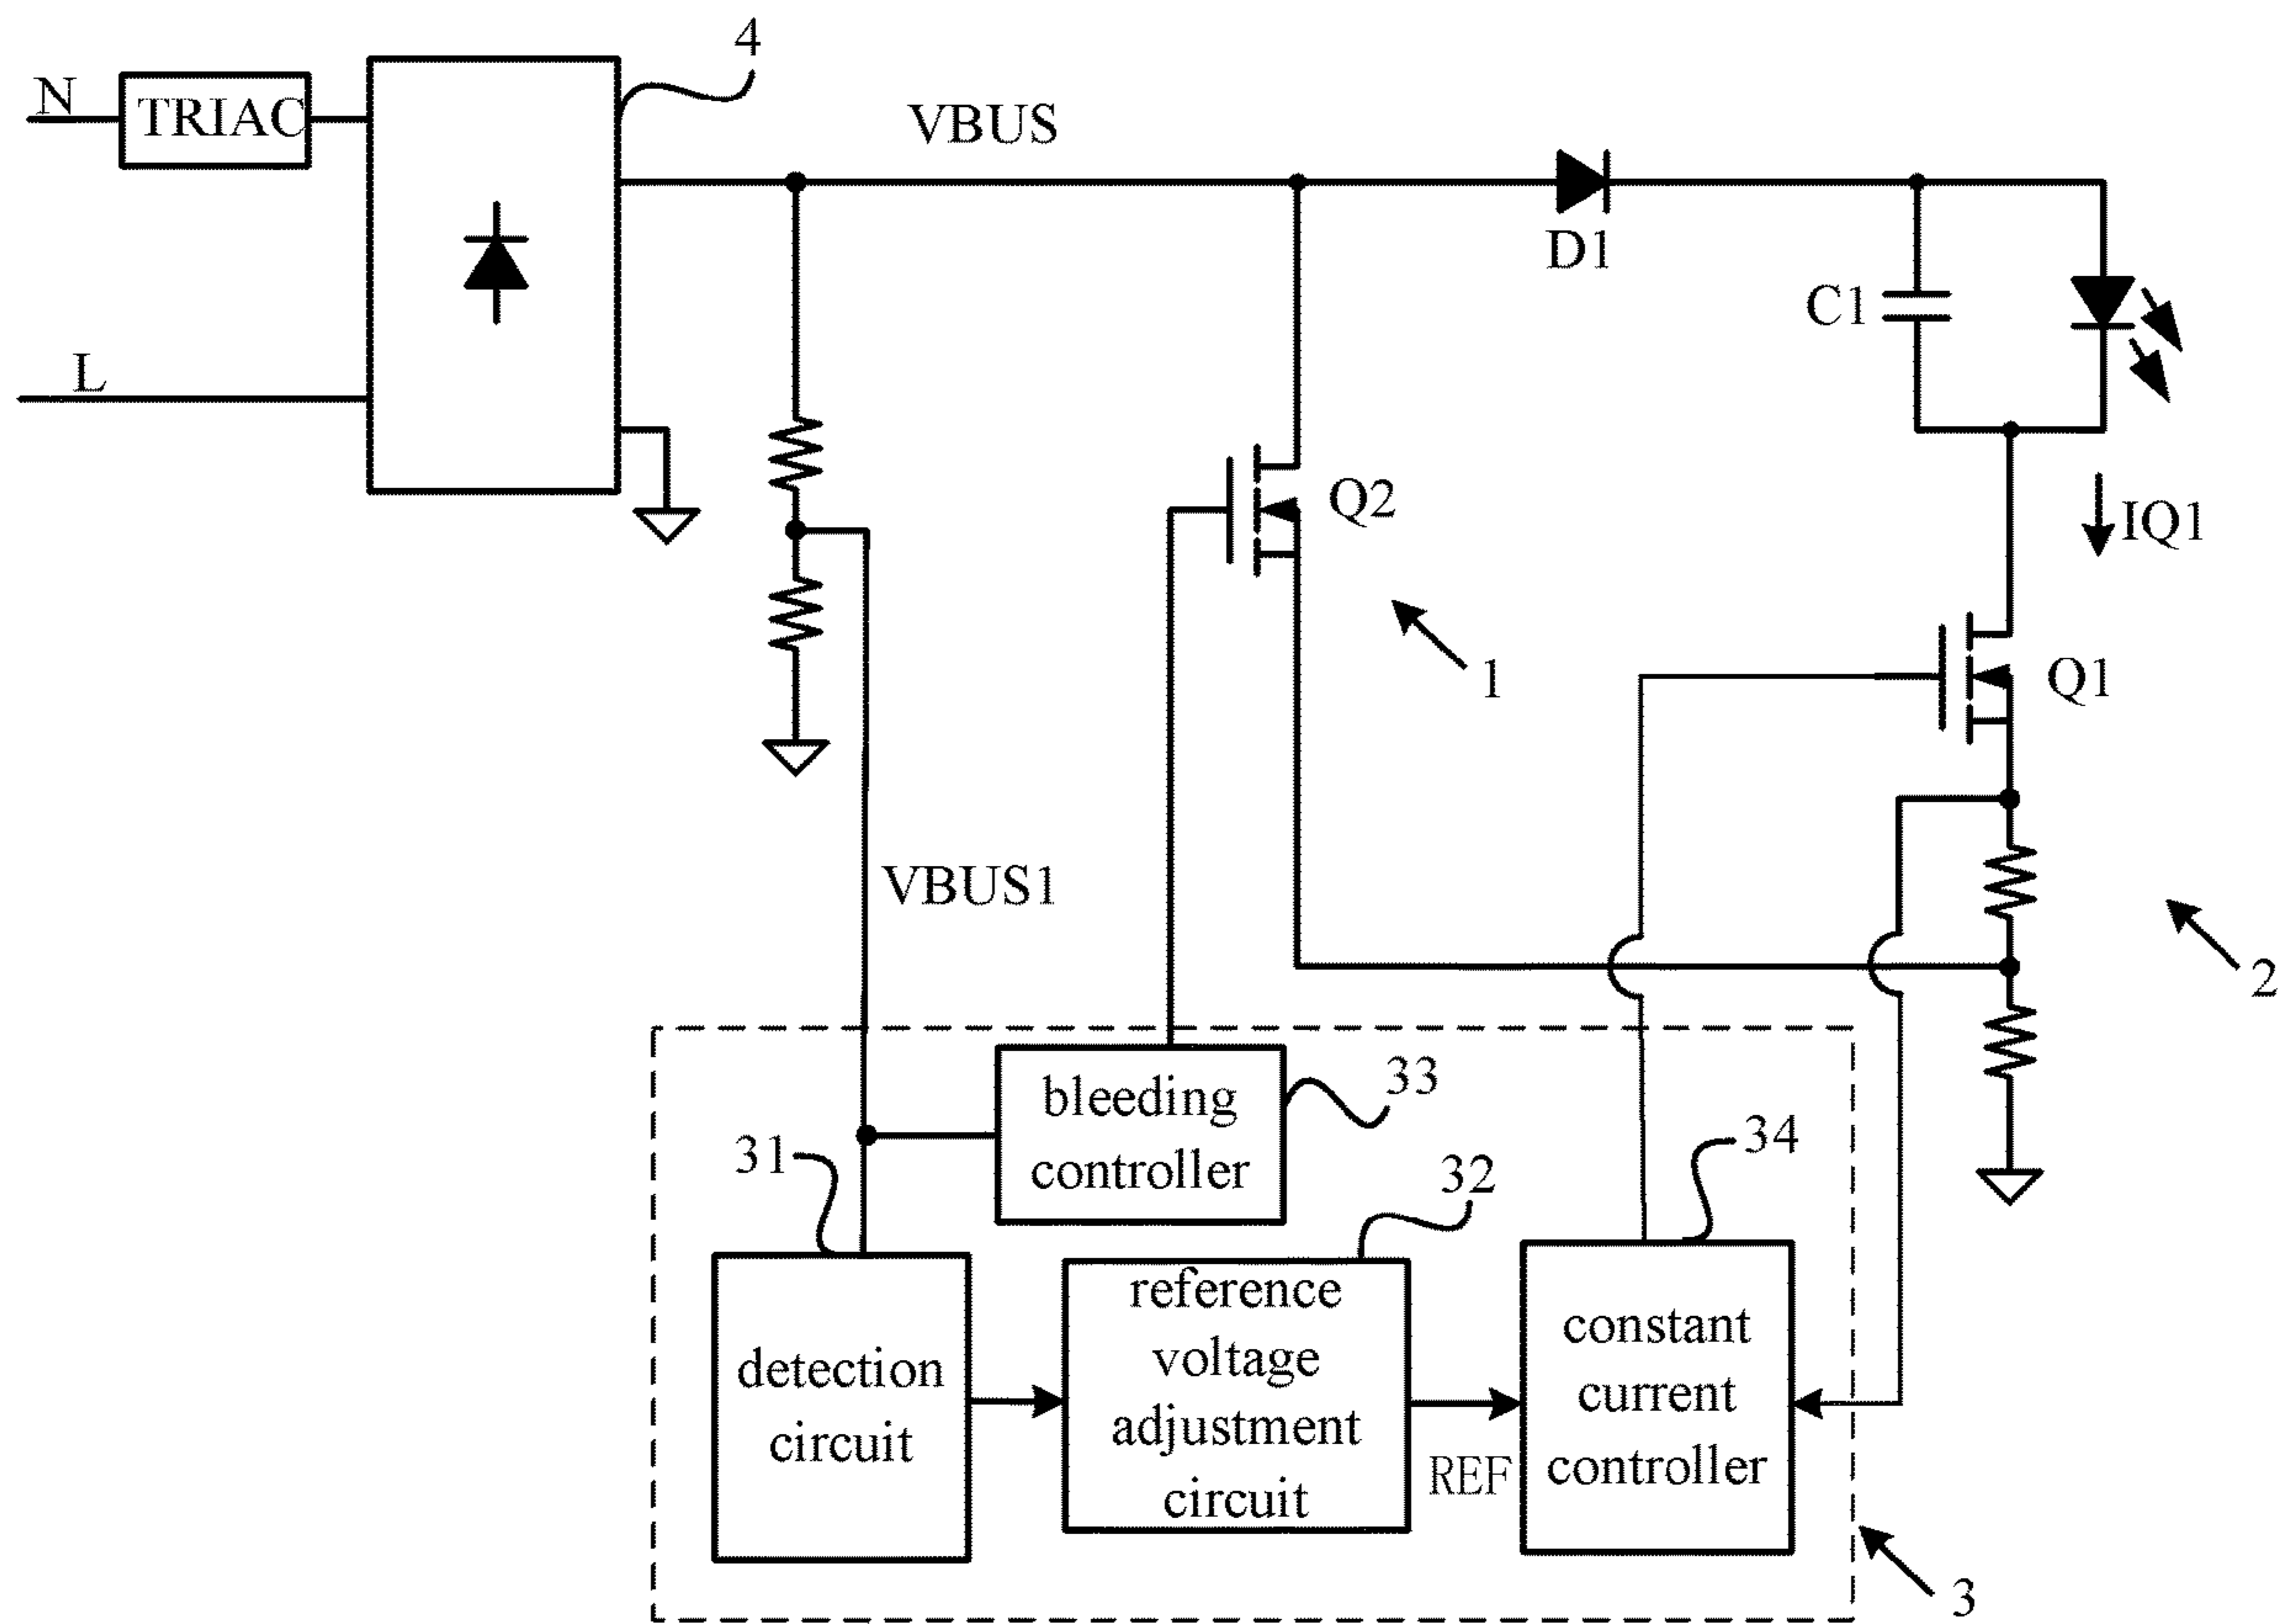 4
N
TRIAC
VBUS
D1
C1
L
Q2
IQ1
1
Q1
VBUS1
2
bleeding
controller
33
31
34
32
reference
voltage
adjustment
circuit
detection
circuit
REF
constant
current
controller
3